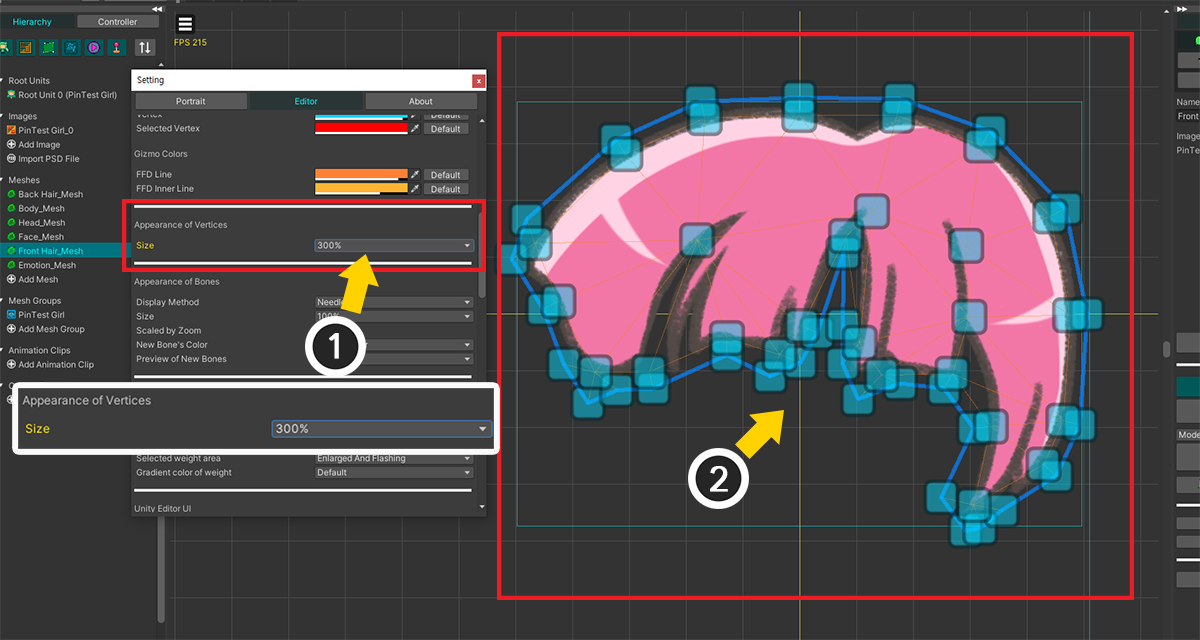 Hierarchy
Controller
FPS 215
Root Units
Root Unit 0 (PinTest Girl)
Images
PinTest Girl_0
Add Image
Import PSD File
Meshes
Back Hair_Mesh
Body_Mesh
Head_Mesh
Face_Mesh
Front Hair_Mesh
Emotion_Mesh
Add Mesh
Mesh Groups
PinTest Girl
Add Mesh Group
Animation Clips
Add Animation Clip
Setting
x
Portrait
Editor
About
Vertex
Default
Selected Vertex
Default
Gizmo Colors
FFD Line
Default
FFD Inner Line
Default
Appearance of Vertices
Size
300%
Appearance of Bones
Display Method
Size
100%
Scaled by Zoom
New Bone's Color
Preview of New Bones
Appearance of Vertices
Size
300%
Selected weight area
Enlarged And Flashing
Gradient color of weight
Default
Unity Editor UI
1
2
Name
Front
Image
PinTe
Mode